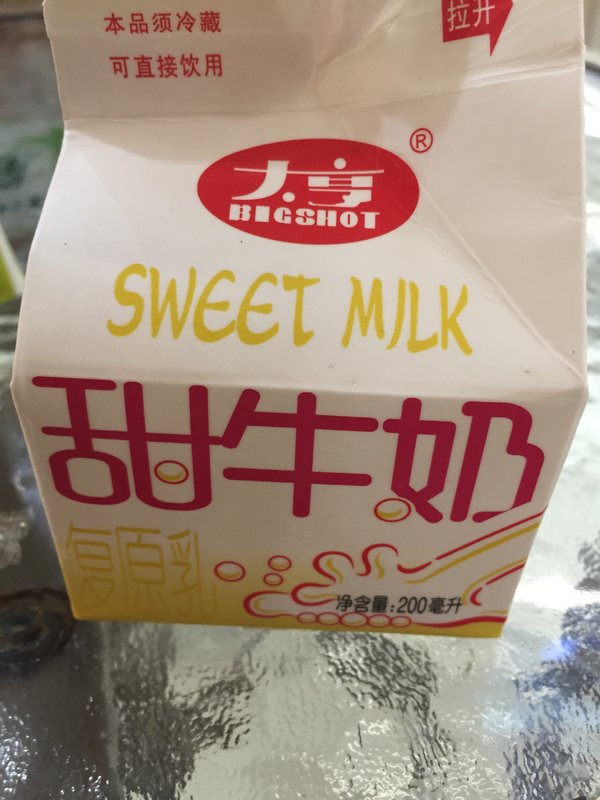 本品须冷藏
可直接饮用
拉升
大亨®
BIGSHOT
SWEET MILK
甜牛奶
复原乳
净含量:200毫升